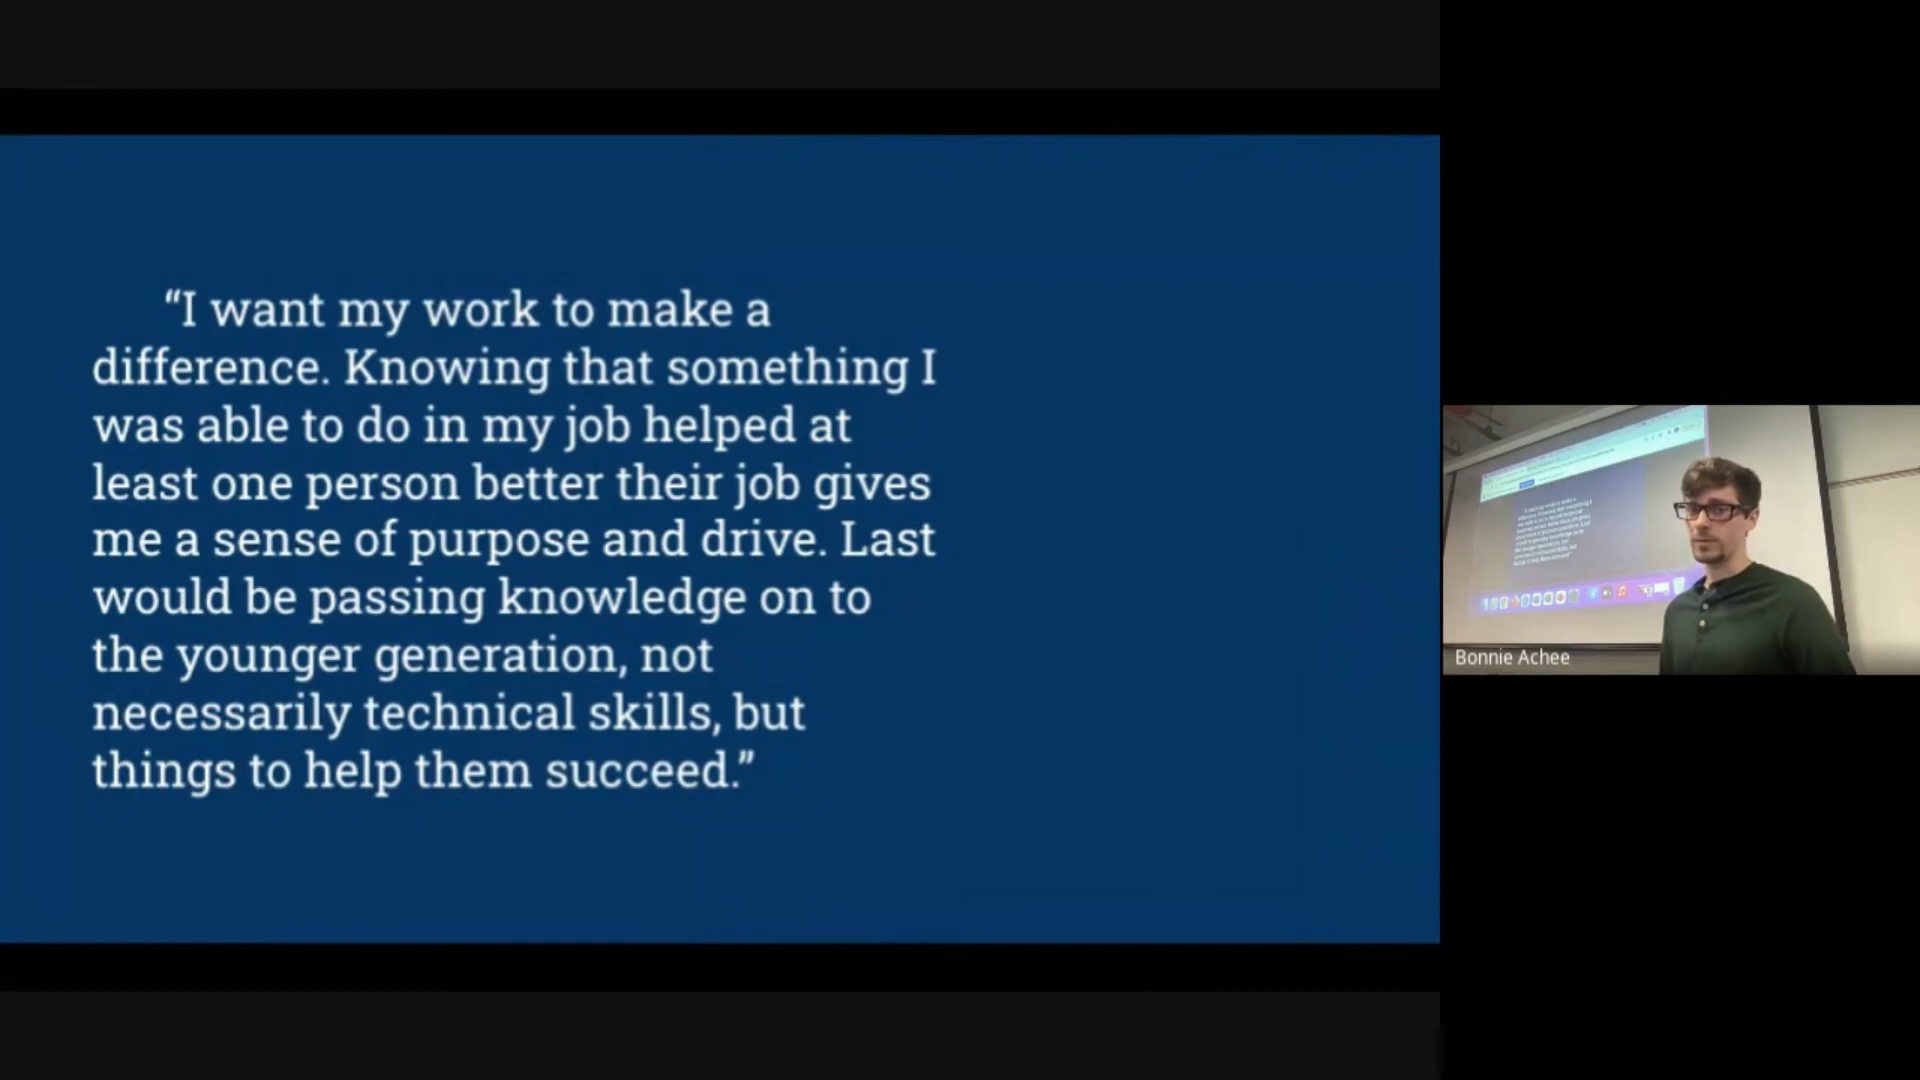 “I want my work to make a
difference. Knowing that something I
was able to do in my job helped at
least one person better their job gives
me a sense of purpose and drive. Last
would be passing knowledge on to
the younger generation, not
necessarily technical skills, but
things to help them succeed.”
Bonnie Achee